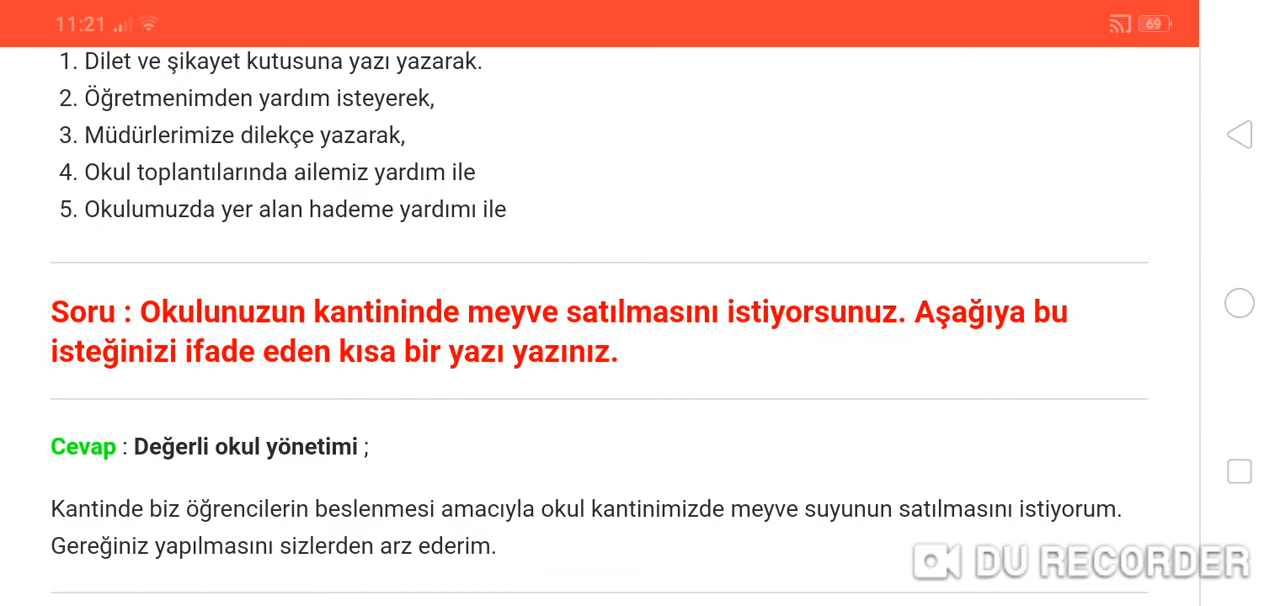 11:21
69
1. Dilet ve şikayet kutusuna yazı yazarak.
2. Öğretmenimden yardım isteyerek,
3. Müdürlerimize dilekçe yazarak,
4. Okul toplantılarında ailemiz yardım ile
5. Okulumuzda yer alan hademe yardımı ile
Soru : Okulunuzun kantininde meyve satılmasını istiyorsunuz. Aşağıya bu
isteğinizi ifade eden kısa bir yazı yazınız.
Cevap : Değerli okul yönetimi ;
Kantinde biz öğrencilerin beslenmesi amacıyla okul kantinimizde meyve suyunun satılmasını istiyorum.
Gereğiniz yapılmasını sizlerden arz ederim.
DU RECORDER